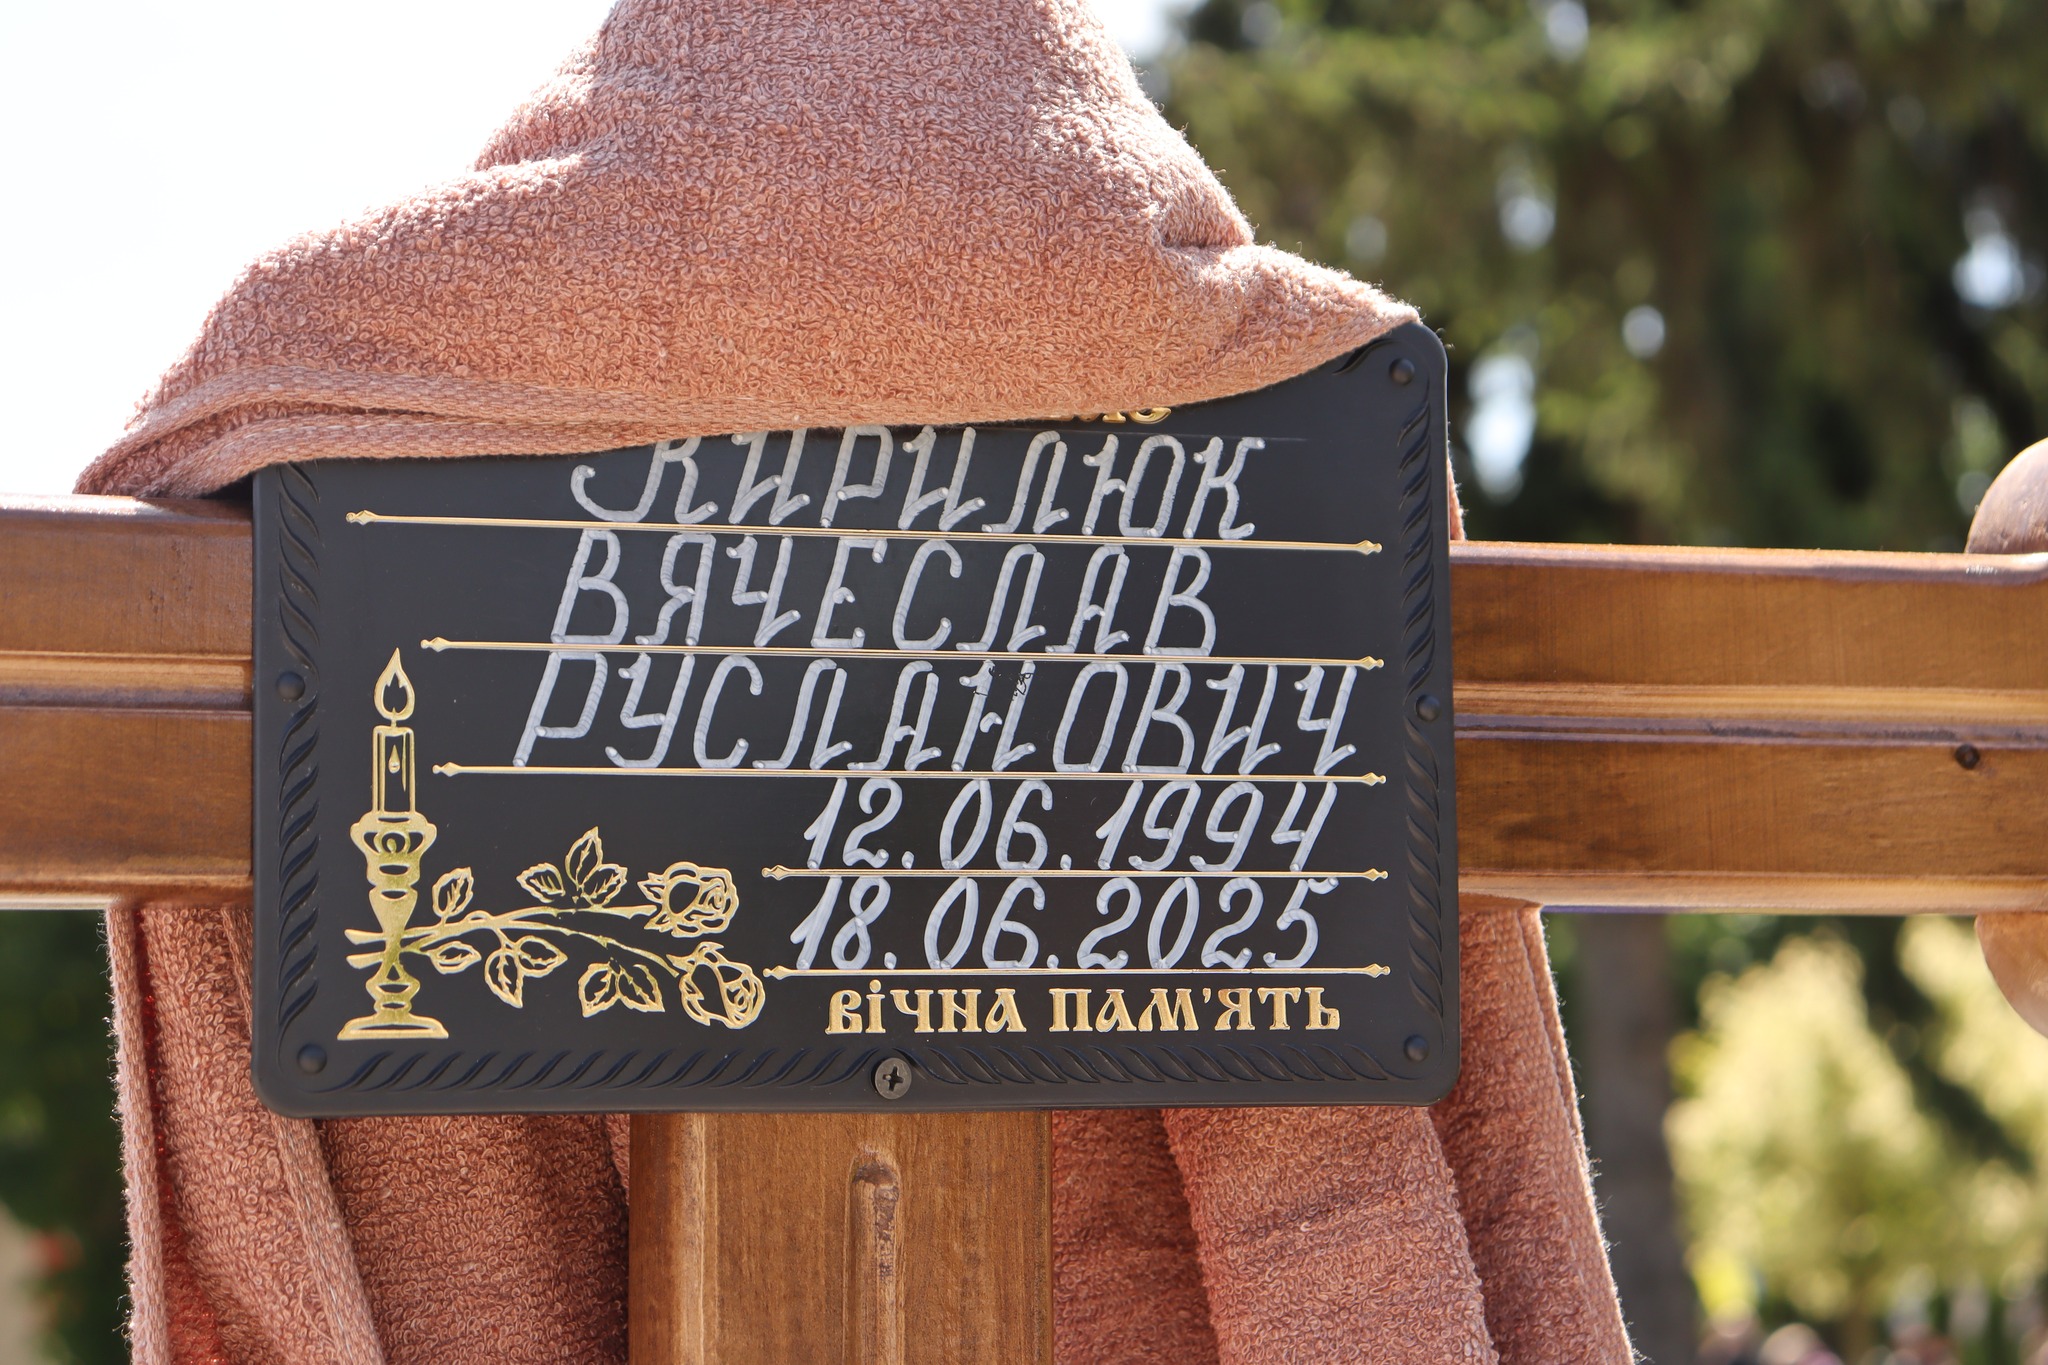 КИРИЛЮК
ВЯЧЕСЛАВ
РУСЛАНОВИЧ
12.06.1994
18.06.2025
ВІЧНА ПАМ'ЯТЬ